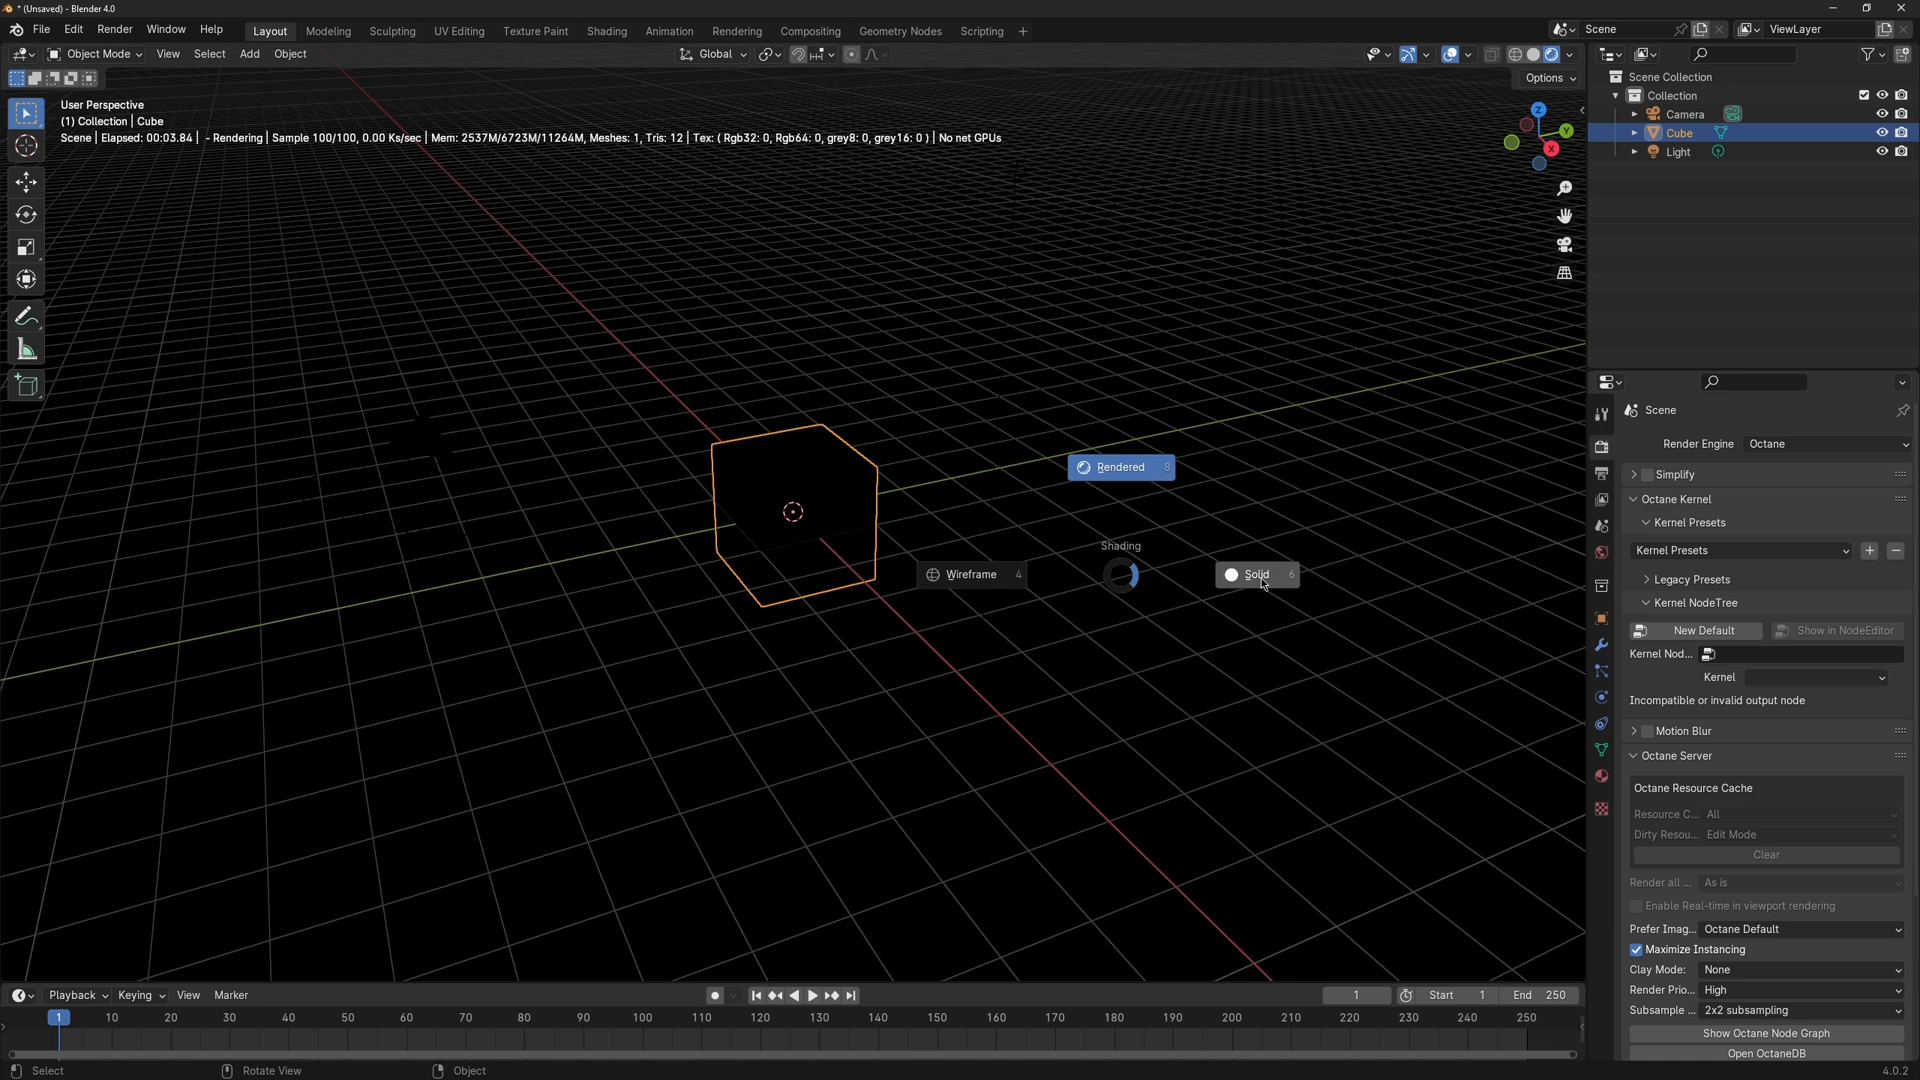 * (Unsaved) - Blender 4.0
File Edit Render Window Help Layout Modeling Sculpting UV Editing Texture Paint Shading Animation Rendering Compositing Geometry Nodes Scripting + Scene ViewLayer
Object Mode View Select Add Object Global
Options
User Perspective
(1) Collection | Cube
Scene | Elapsed: 00:03.84 | - Rendering | Sample 100/100, 0.00 Ks/sec | Mem: 2537M/6723M/11264M, Meshes: 1, Tris: 12 | Tex: ( Rgb32: 0, Rgb64: 0, grey8: 0, grey16: 0 ) | No net GPUs
Z
Y
X
Rendered 8
Shading
Wireframe 4
Solid 6
Scene Collection
Collection
Camera
Cube
Light
Scene
Render Engine Octane
Simplify
Octane Kernel
Kernel Presets
Kernel Presets
Legacy Presets
Kernel NodeTree
New Default Show in NodeEditor
Kernel Nod...
Kernel
Incompatible or invalid output node
Motion Blur
Octane Server
Octane Resource Cache
Resource C... All
Dirty Resou... Edit Mode
Clear
Render all ... As is
Enable Real-time in viewport rendering
Prefer Imag... Octane Default
Maximize Instancing
Clay Mode: None
Render Prio... High
Subsample ... 2x2 subsampling
Show Octane Node Graph
Open OctaneDB
Playback Keying View Marker 1 Start 1 End 250
1 10 20 30 40 50 60 70 80 90 100 110 120 130 140 150 160 170 180 190 200 210 220 230 240 250
Select Rotate View Object 4.0.2